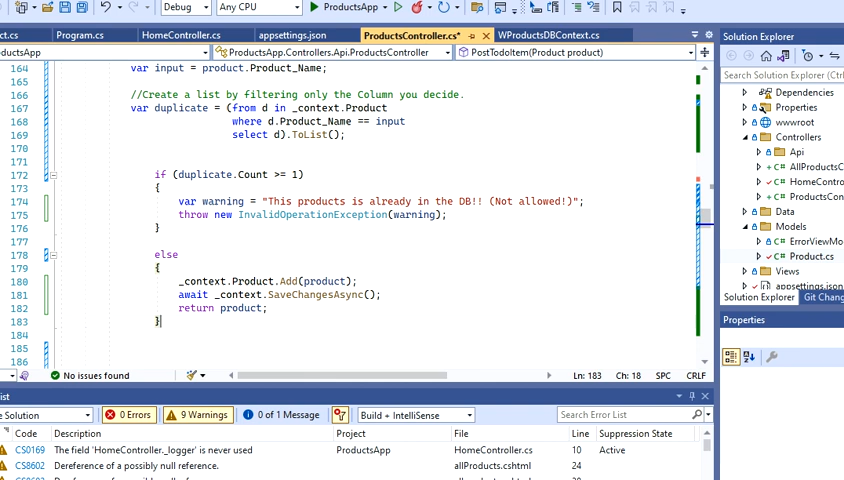 Debug
Any CPU
ProductsApp
ct.cs
Program.cs
HomeController.cs
appsettings.json
ProductsController.cs*
WProductsDBContext.cs
Solution Explorer
oductsApp
ProductsApp.Controllers.Api.ProductsController
PostTodoItem(Product product)
Search Solution Explorer
164 var input = product.Product_Name;
165
166 //Create a list by filtering only the Column you decide.
167 var duplicate = (from d in _context.Product
168 where d.Product_Name == input
169 select d).ToList();
170
171
172 if (duplicate.Count >= 1)
173 {
174 var warning = "This products is already in the DB!! (Not allowed!)";
175 throw new InvalidOperationException(warning);
176 }
177
178 else
179 {
180 _context.Product.Add(product);
181 await _context.SaveChangesAsync();
182 return product;
183 }
184
185
186
Dependencies
Properties
wwwroot
Controllers
Api
AllProductsC
HomeContro
ProductsCon
Data
Models
ErrorViewMo
Product.cs
Views
appsettings.json
Solution Explorer
Git Chang
No issues found
Ln: 183
Ch: 18
SPC
CRLF
Properties
ist
e Solution
0 Errors
9 Warnings
0 of 1 Message
Build + IntelliSense
Search Error List
Code Description Project File Line Suppression State
CS0169 The field 'HomeController._logger' is never used ProductsApp HomeController.cs 10 Active
CS8602 Dereference of a possibly null reference. allProducts.cshtml 24